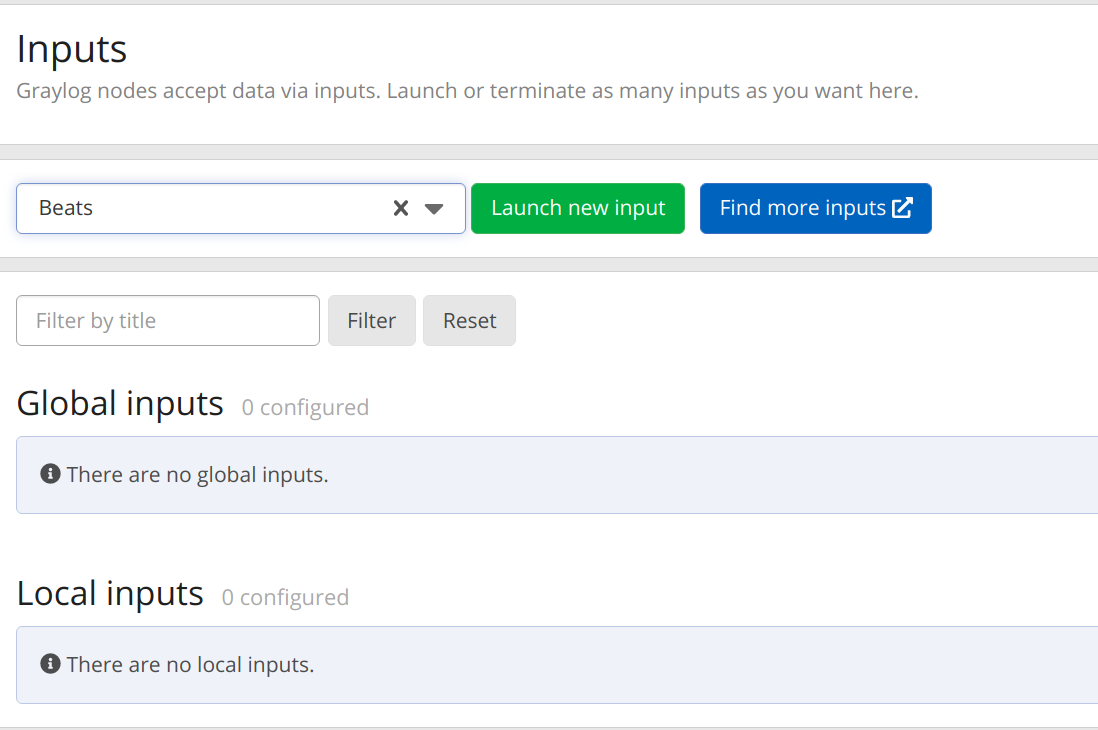 Inputs
Graylog nodes accept data via inputs. Launch or terminate as many inputs as you want here.
Beats
Launch new input
Find more inputs
Filter by title
Filter
Reset
Global inputs 0 configured
There are no global inputs.
Local inputs 0 configured
There are no local inputs.